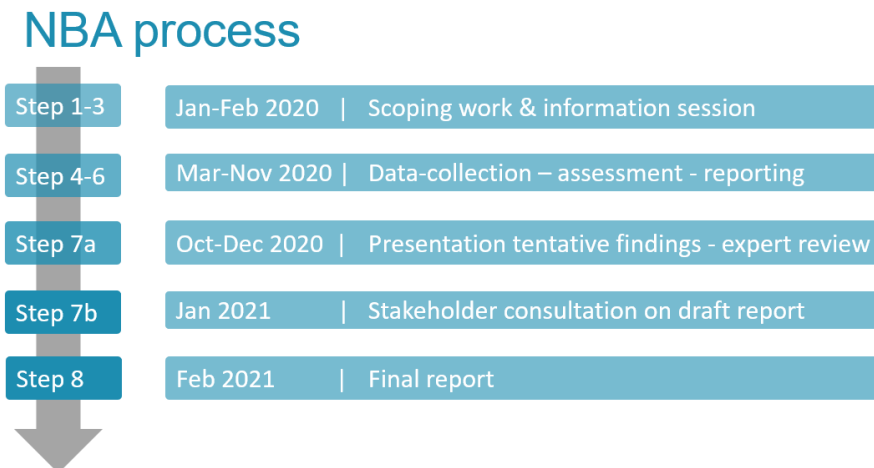 NBA process
Step 1-3 Jan-Feb 2020 | Scoping work & information session
Step 4-6 Mar-Nov 2020 | Data-collection – assessment - reporting
Step 7a Oct-Dec 2020 | Presentation tentative findings - expert review
Step 7b Jan 2021 | Stakeholder consultation on draft report
Step 8 Feb 2021 | Final report